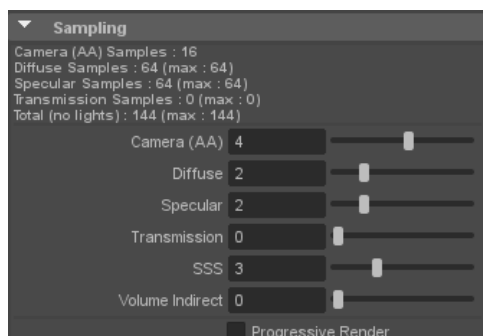 Sampling
Camera (AA) Samples : 16
Diffuse Samples : 64 (max : 64)
Specular Samples : 64 (max : 64)
Transmission Samples : 0 (max : 0)
Total (no lights) : 144 (max : 144)
Camera (AA) 4
Diffuse 2
Specular 2
Transmission 0
SSS 3
Volume Indirect 0
Progressive Render